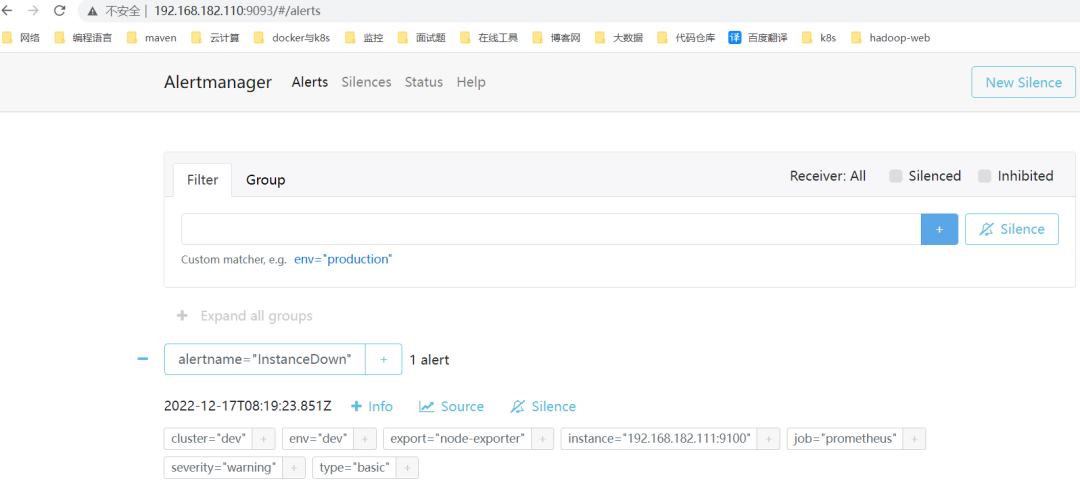 不安全 | 192.168.182.110:9093/#/alerts
网络 编程语言 maven 云计算 docker与k8s 监控 面试题 在线工具 博客网 大数据 代码仓库 译 百度翻译 k8s hadoop-web
Alertmanager Alerts Silences Status Help New Silence
Filter Group Receiver: All Silenced Inhibited
+ Silence
Custom matcher, e.g. env="production"
+ Expand all groups
alertname="InstanceDown" + 1 alert
2022-12-17T08:19:23.851Z + Info Source Silence
cluster="dev" + env="dev" + export="node-exporter" + instance="192.168.182.111:9100" + job="prometheus" +
severity="warning" + type="basic" +